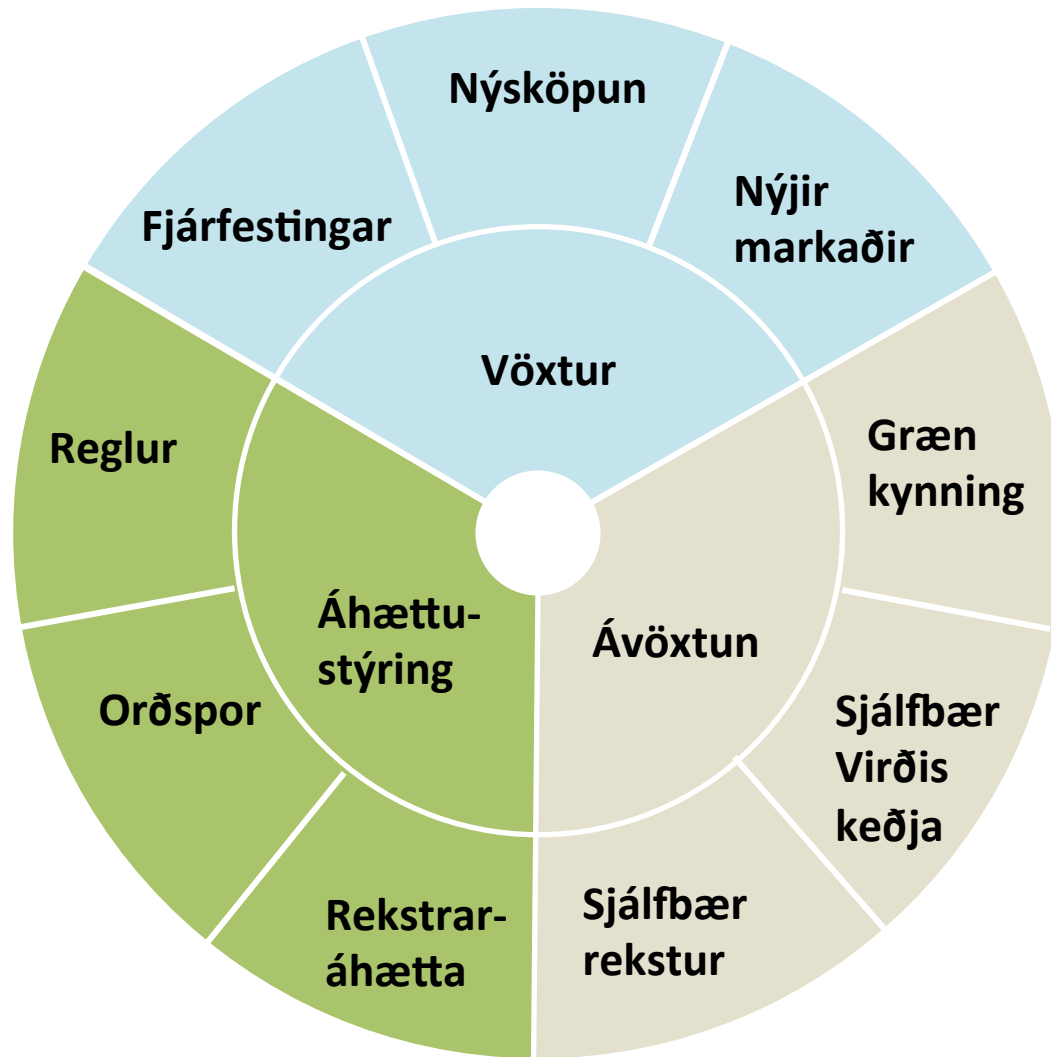 Nýsköpun
Nýjir
markaðir
Fjárfestingar
Vöxtur
Græn
kynning
Reglur
Áhættu-
stýring
Ávöxtun
Orðspor
Sjálfbær
Virðis
keðja
Rekstrar-
áhætta
Sjálfbær
rekstur